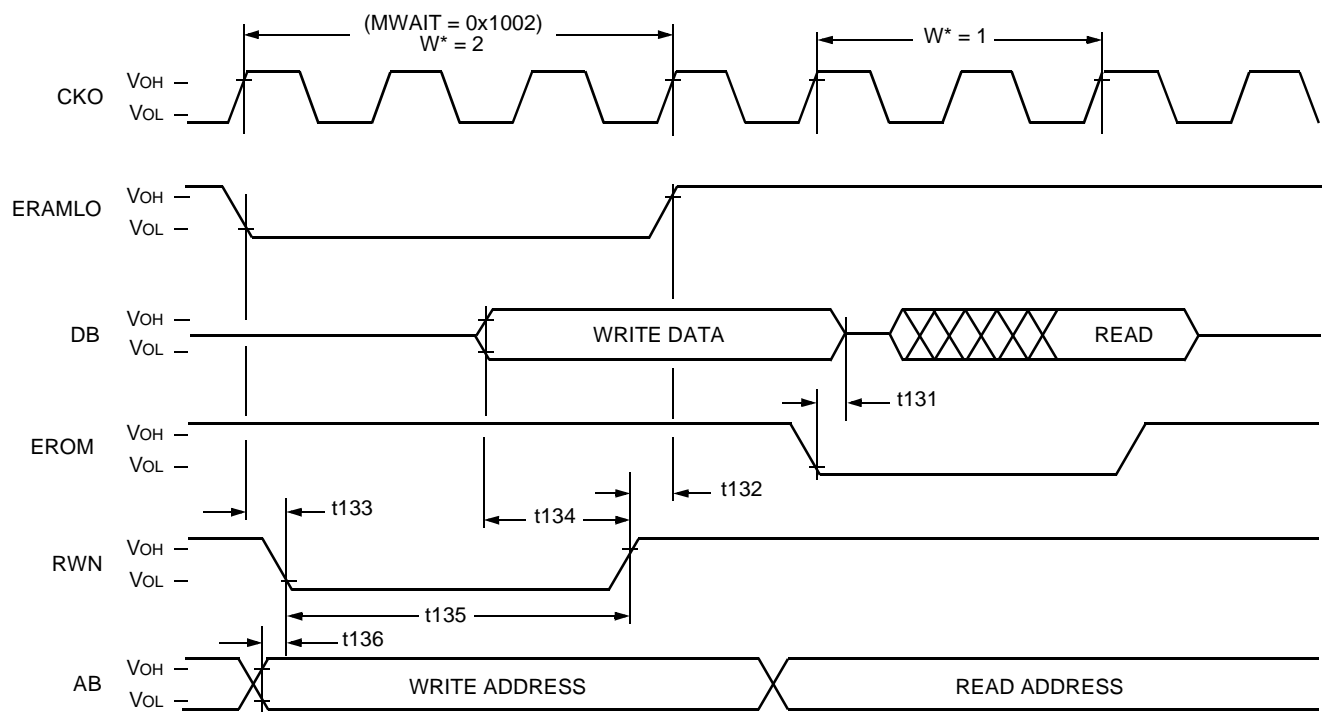 (MWAIT = 0x1002)
W* = 2
W* = 1
CKO
VOH
VOL
ERAMLO
VOH
VOL
DB
VOH
VOL
WRITE DATA
READ
t131
EROM
VOH
VOL
t132
t133
t134
RWN
VOH
VOL
t135
t136
AB
VOH
VOL
WRITE ADDRESS
READ ADDRESS